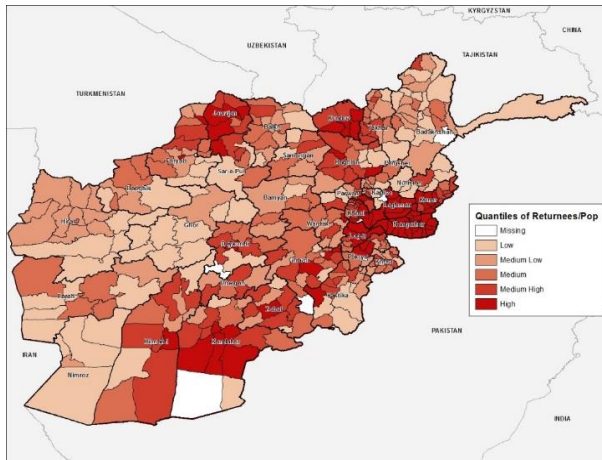 KYRGYZSTAN
CHINA
UZBEKISTAN
TAJIKISTAN
TURKMENISTAN
Jawzjan
Kunduz
Balkh
Takhar
Badakhshan
Faryab
Samangan
Baghlan
Sar-e-Pul
Panjsher
Badghis
Nuristan
Bamyan
Parwan
Kunar
Laghman
Hirat
Ghor
Wardak
Kabul
Nangarhar
Logar
Daykundi
Paktya
Khost
Ghazni
Farah
Uruzgan
Paktika
Zabul
Hilmand
Kandahar
Nimroz
IRAN
PAKISTAN
INDIA
Quantiles of Returnees/Pop
Missing
Low
Medium Low
Medium
Medium High
High